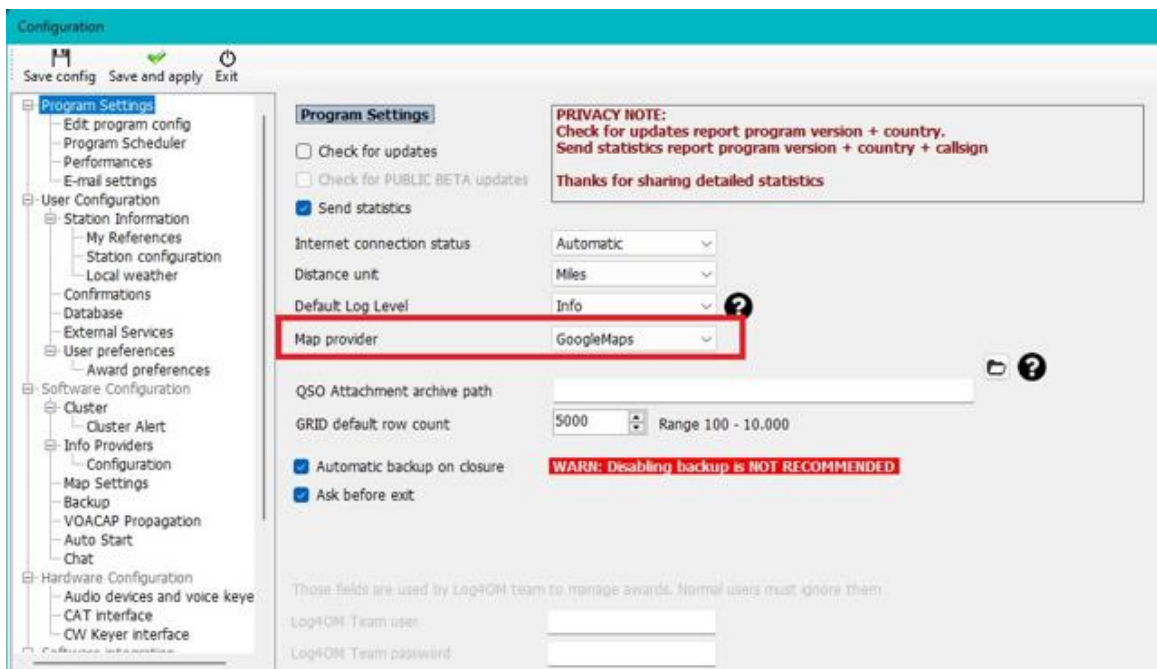 Configuration
Save config Save and apply Exit
Program Settings
Edit program config
Program Scheduler
Performances
E-mail settings
User Configuration
Station Information
My References
Station configuration
Local weather
Confirmations
Database
External Services
User preferences
Award preferences
Software Configuration
Cluster
Cluster Alert
Info Providers
Configuration
Map Settings
Backup
VOACAP Propagation
Auto Start
Chat
Hardware Configuration
Audio devices and voice keye
CAT interface
CW Keyer interface
Software integration
Program Settings
Check for updates
Check for PUBLIC BETA updates
Send statistics
PRIVACY NOTE:
Check for updates report program version + country.
Send statistics report program version + country + callsign
Thanks for sharing detailed statistics
Internet connection status Automatic
Distance unit Miles
Default Log Level Info ?
Map provider GoogleMaps
?
QSO Attachment archive path
GRID default row count 5000 Range 100 - 10.000
Automatic backup on closure WARN: Disabling backup is NOT RECOMMENDED
Ask before exit
Those fields are used by Log4OM team to manage awards. Normal users must ignore them
Log4OM Team user
Log4OM Team password